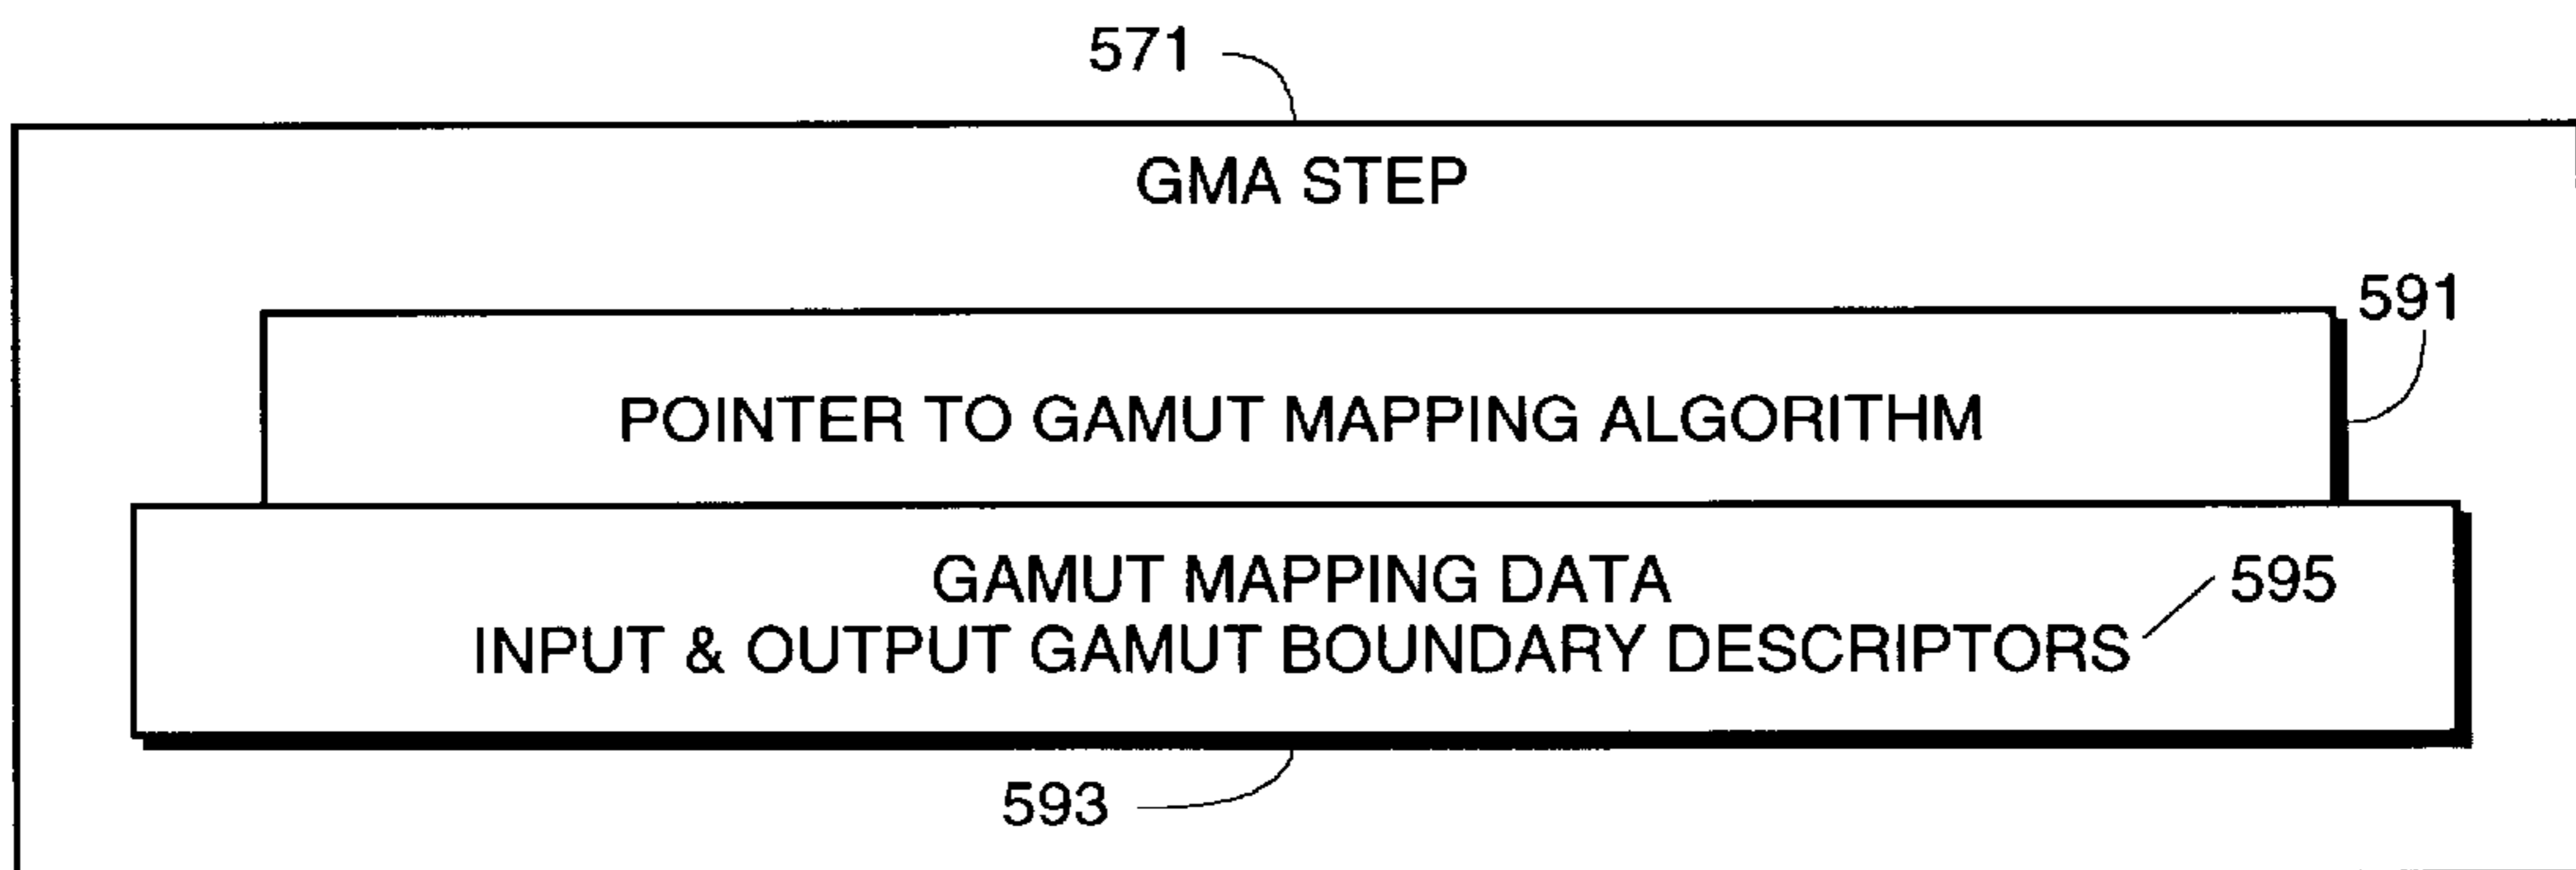 571
GMA STEP
591
POINTER TO GAMUT MAPPING ALGORITHM
GAMUT MAPPING DATA
595
INPUT & OUTPUT GAMUT BOUNDARY DESCRIPTORS
593